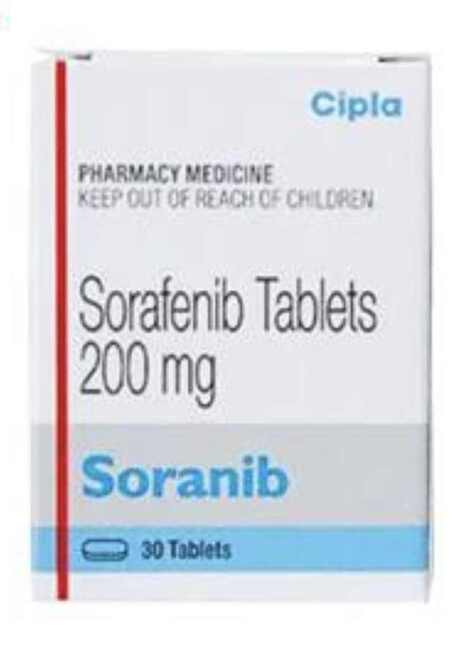 Cipla
PHARMACY MEDICINE
KEEP OUT OF REACH OF CHILDREN
Sorafenib Tablets
200 mg
Soranib
30 Tablets